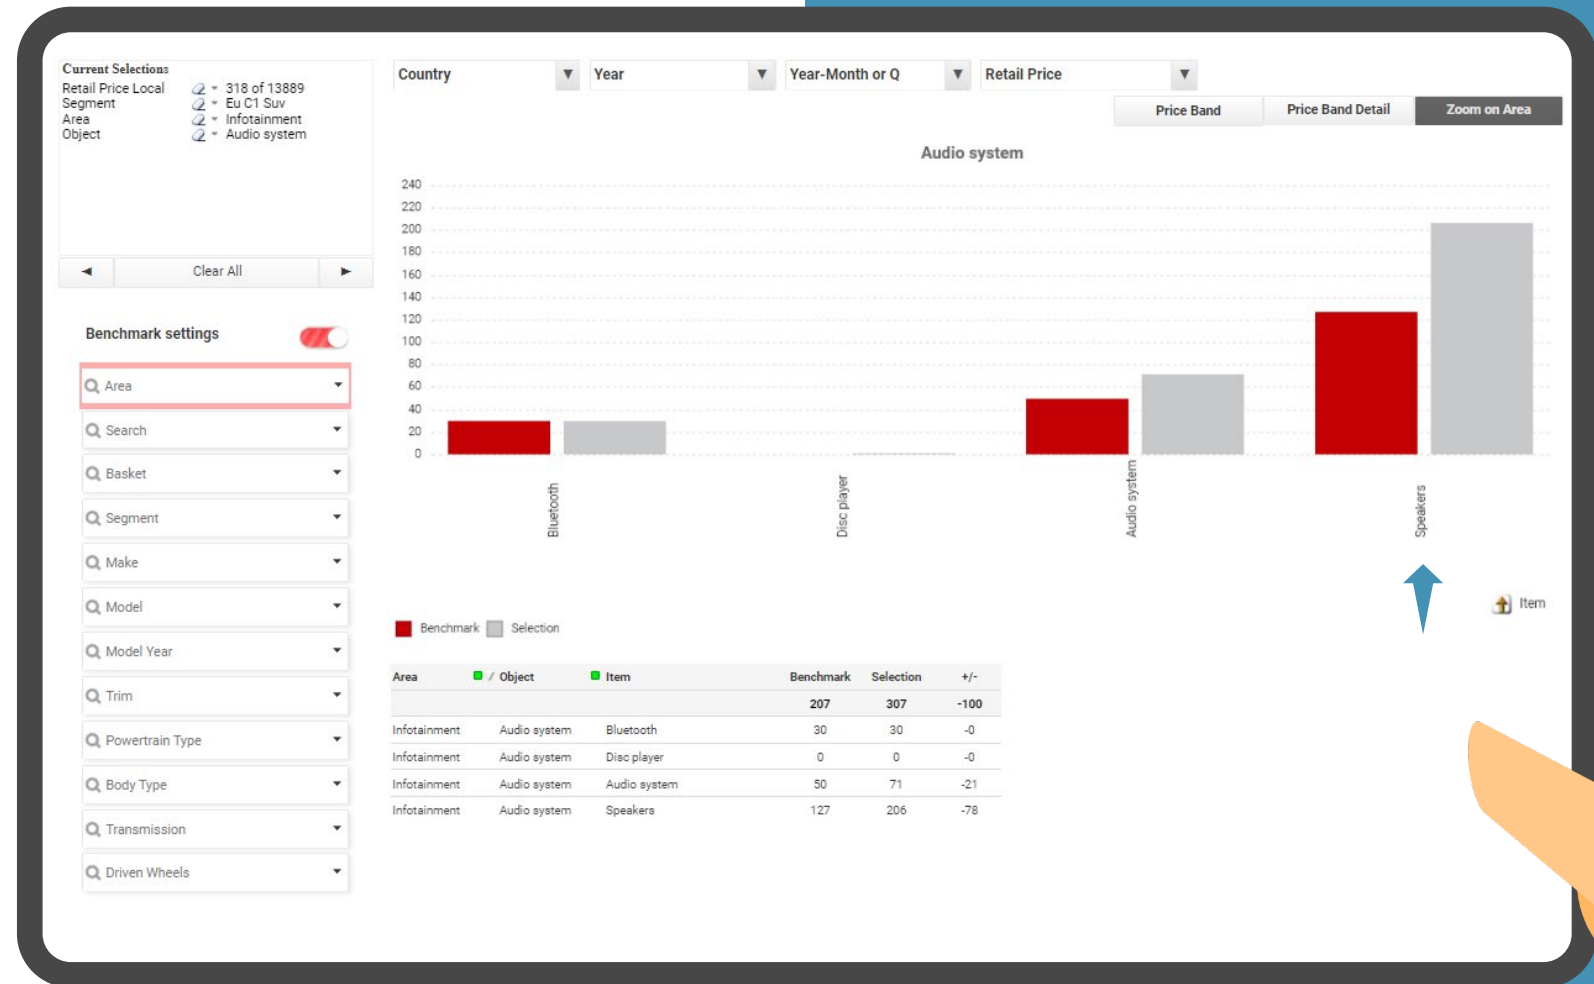 Current Selections
Retail Price Local 318 of 13889
Segment Eu C1 Suv
Area Infotainment
Object Audio system
Clear All
Benchmark settings
Area
Search
Basket
Segment
Make
Model
Model Year
Trim
Powertrain Type
Body Type
Transmission
Driven Wheels
Country Year Year-Month or Q Retail Price
Price Band Price Band Detail Zoom on Area
Audio system
240
220
200
180
160
140
120
100
80
60
40
20
0
Bluetooth
Disc player
Audio system
Speakers
Item
Benchmark Selection
Area / Object Item Benchmark Selection +/-
207 307 -100
Infotainment Audio system Bluetooth 30 30 -0
Infotainment Audio system Disc player 0 0 -0
Infotainment Audio system Audio system 50 71 -21
Infotainment Audio system Speakers 127 206 -78